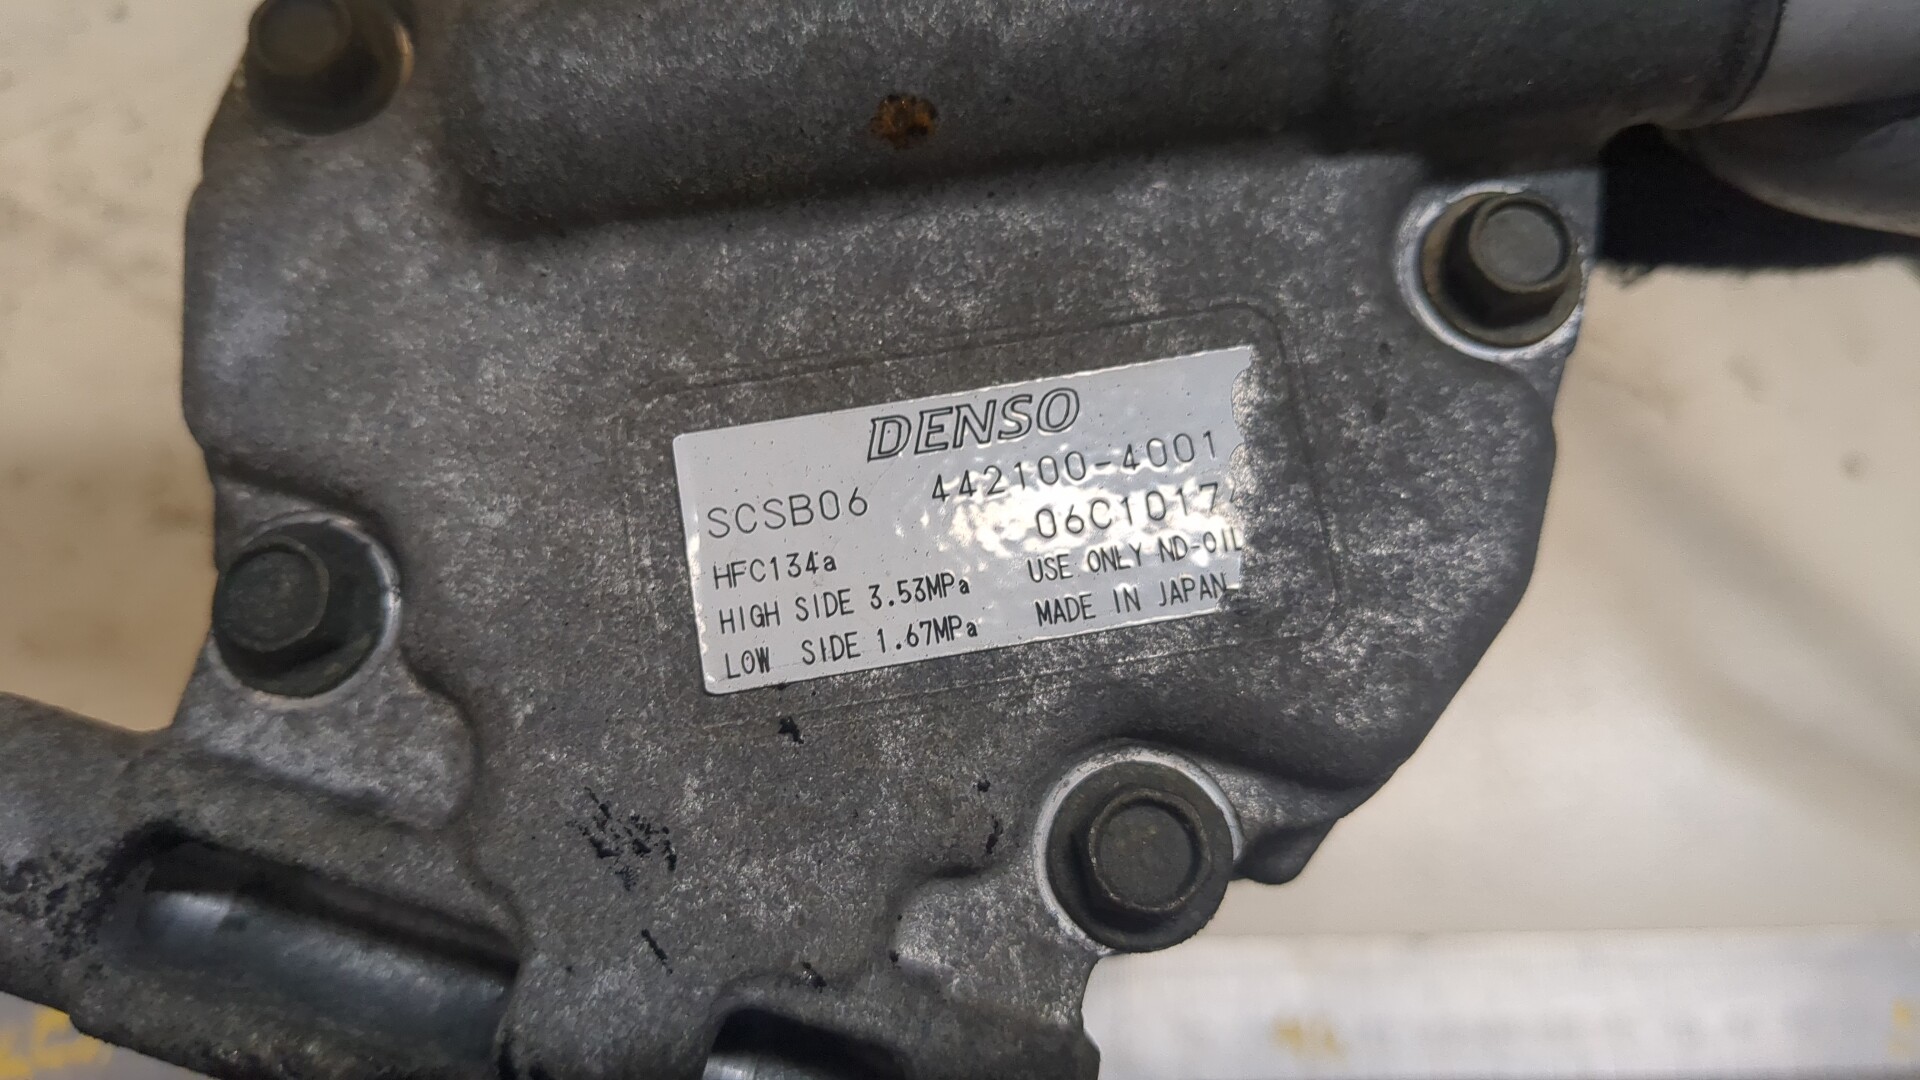 DENSO
SCSB06 442100-4001
06C1017
HFC134a USE ONLY ND-OIL
HIGH SIDE 3.53MPa MADE IN JAPAN
LOW SIDE 1.67MPa